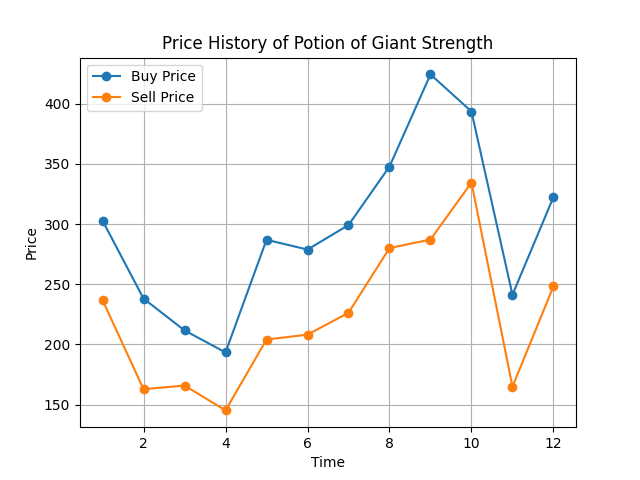 Price History of Potion of Giant Strength
Buy Price
Sell Price
400
350
300
250
200
150
Price
2 4 6 8 10 12
Time